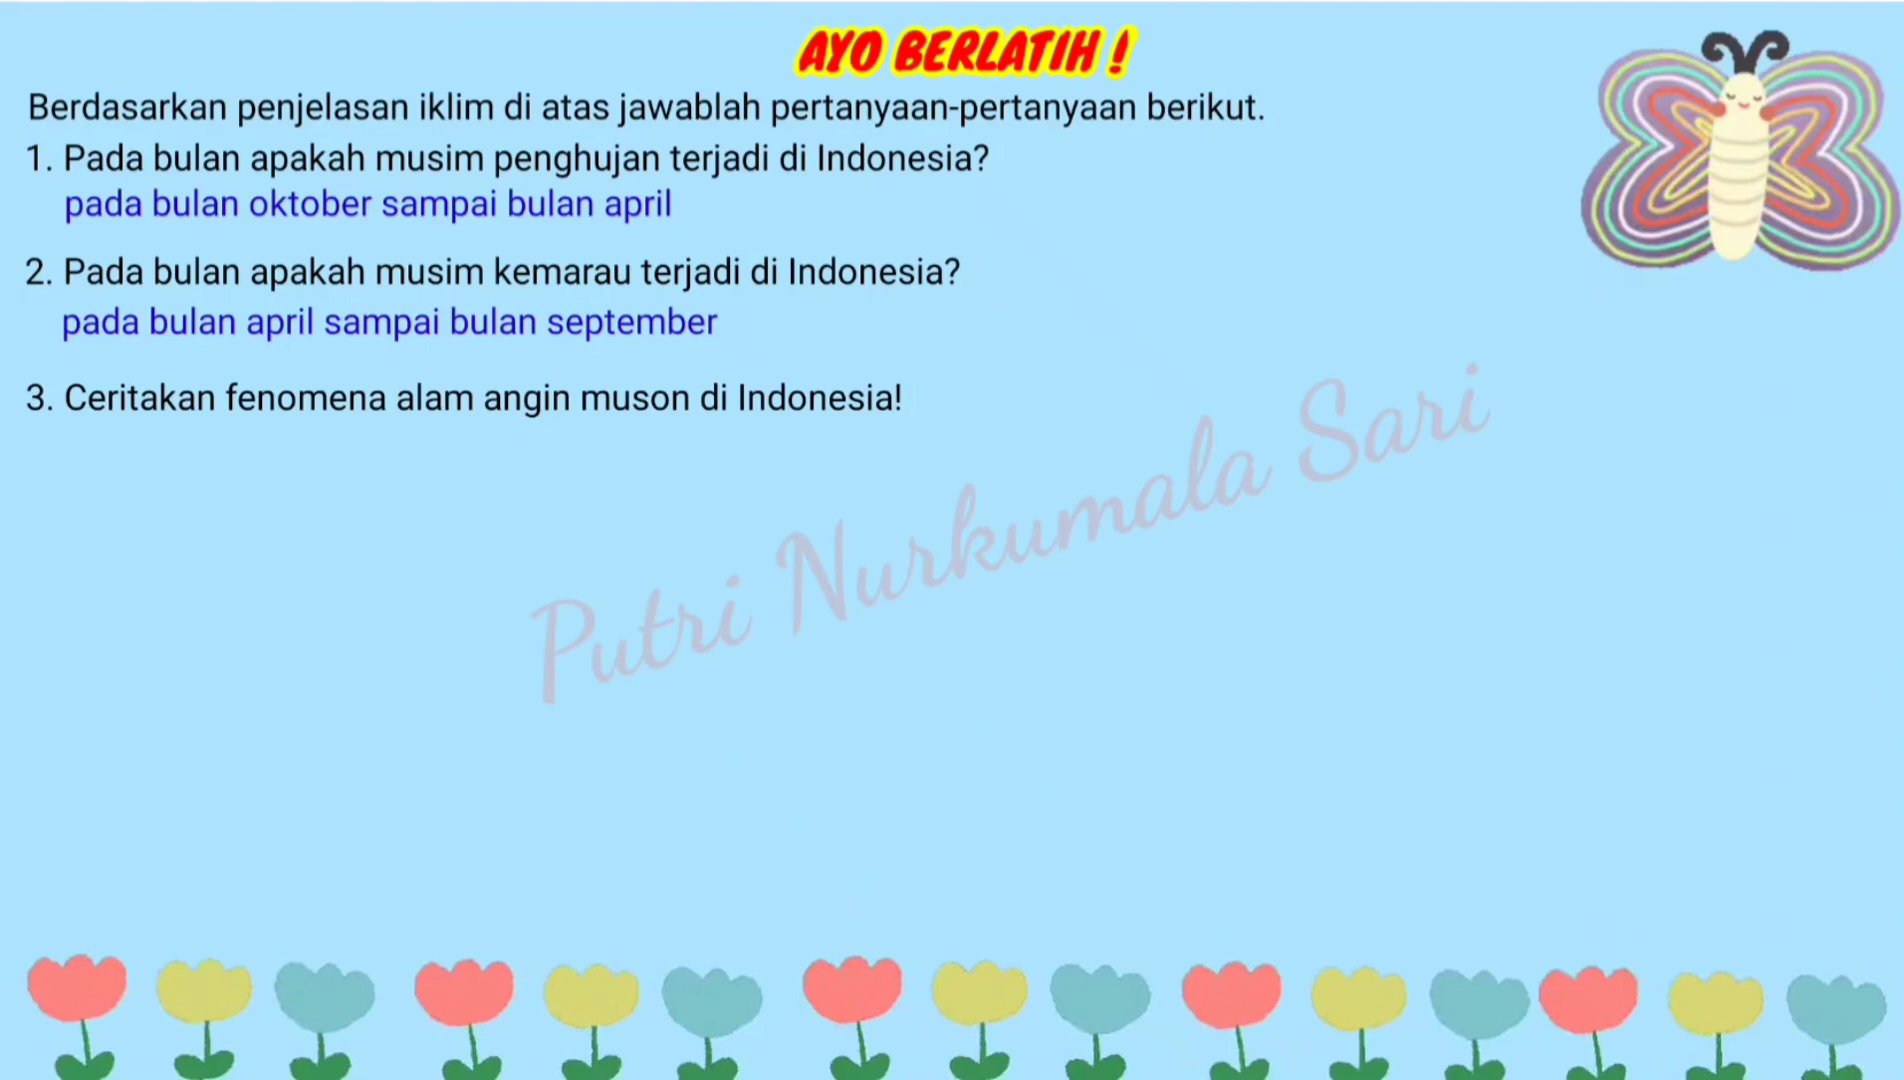 AYO BERLATIH !
Berdasarkan penjelasan iklim di atas jawablah pertanyaan-pertanyaan berikut.
1. Pada bulan apakah musim penghujan terjadi di Indonesia?
pada bulan oktober sampai bulan april
2. Pada bulan apakah musim kemarau terjadi di Indonesia?
pada bulan april sampai bulan september
3. Ceritakan fenomena alam angin muson di Indonesia!
Putri Nurkumala Sari